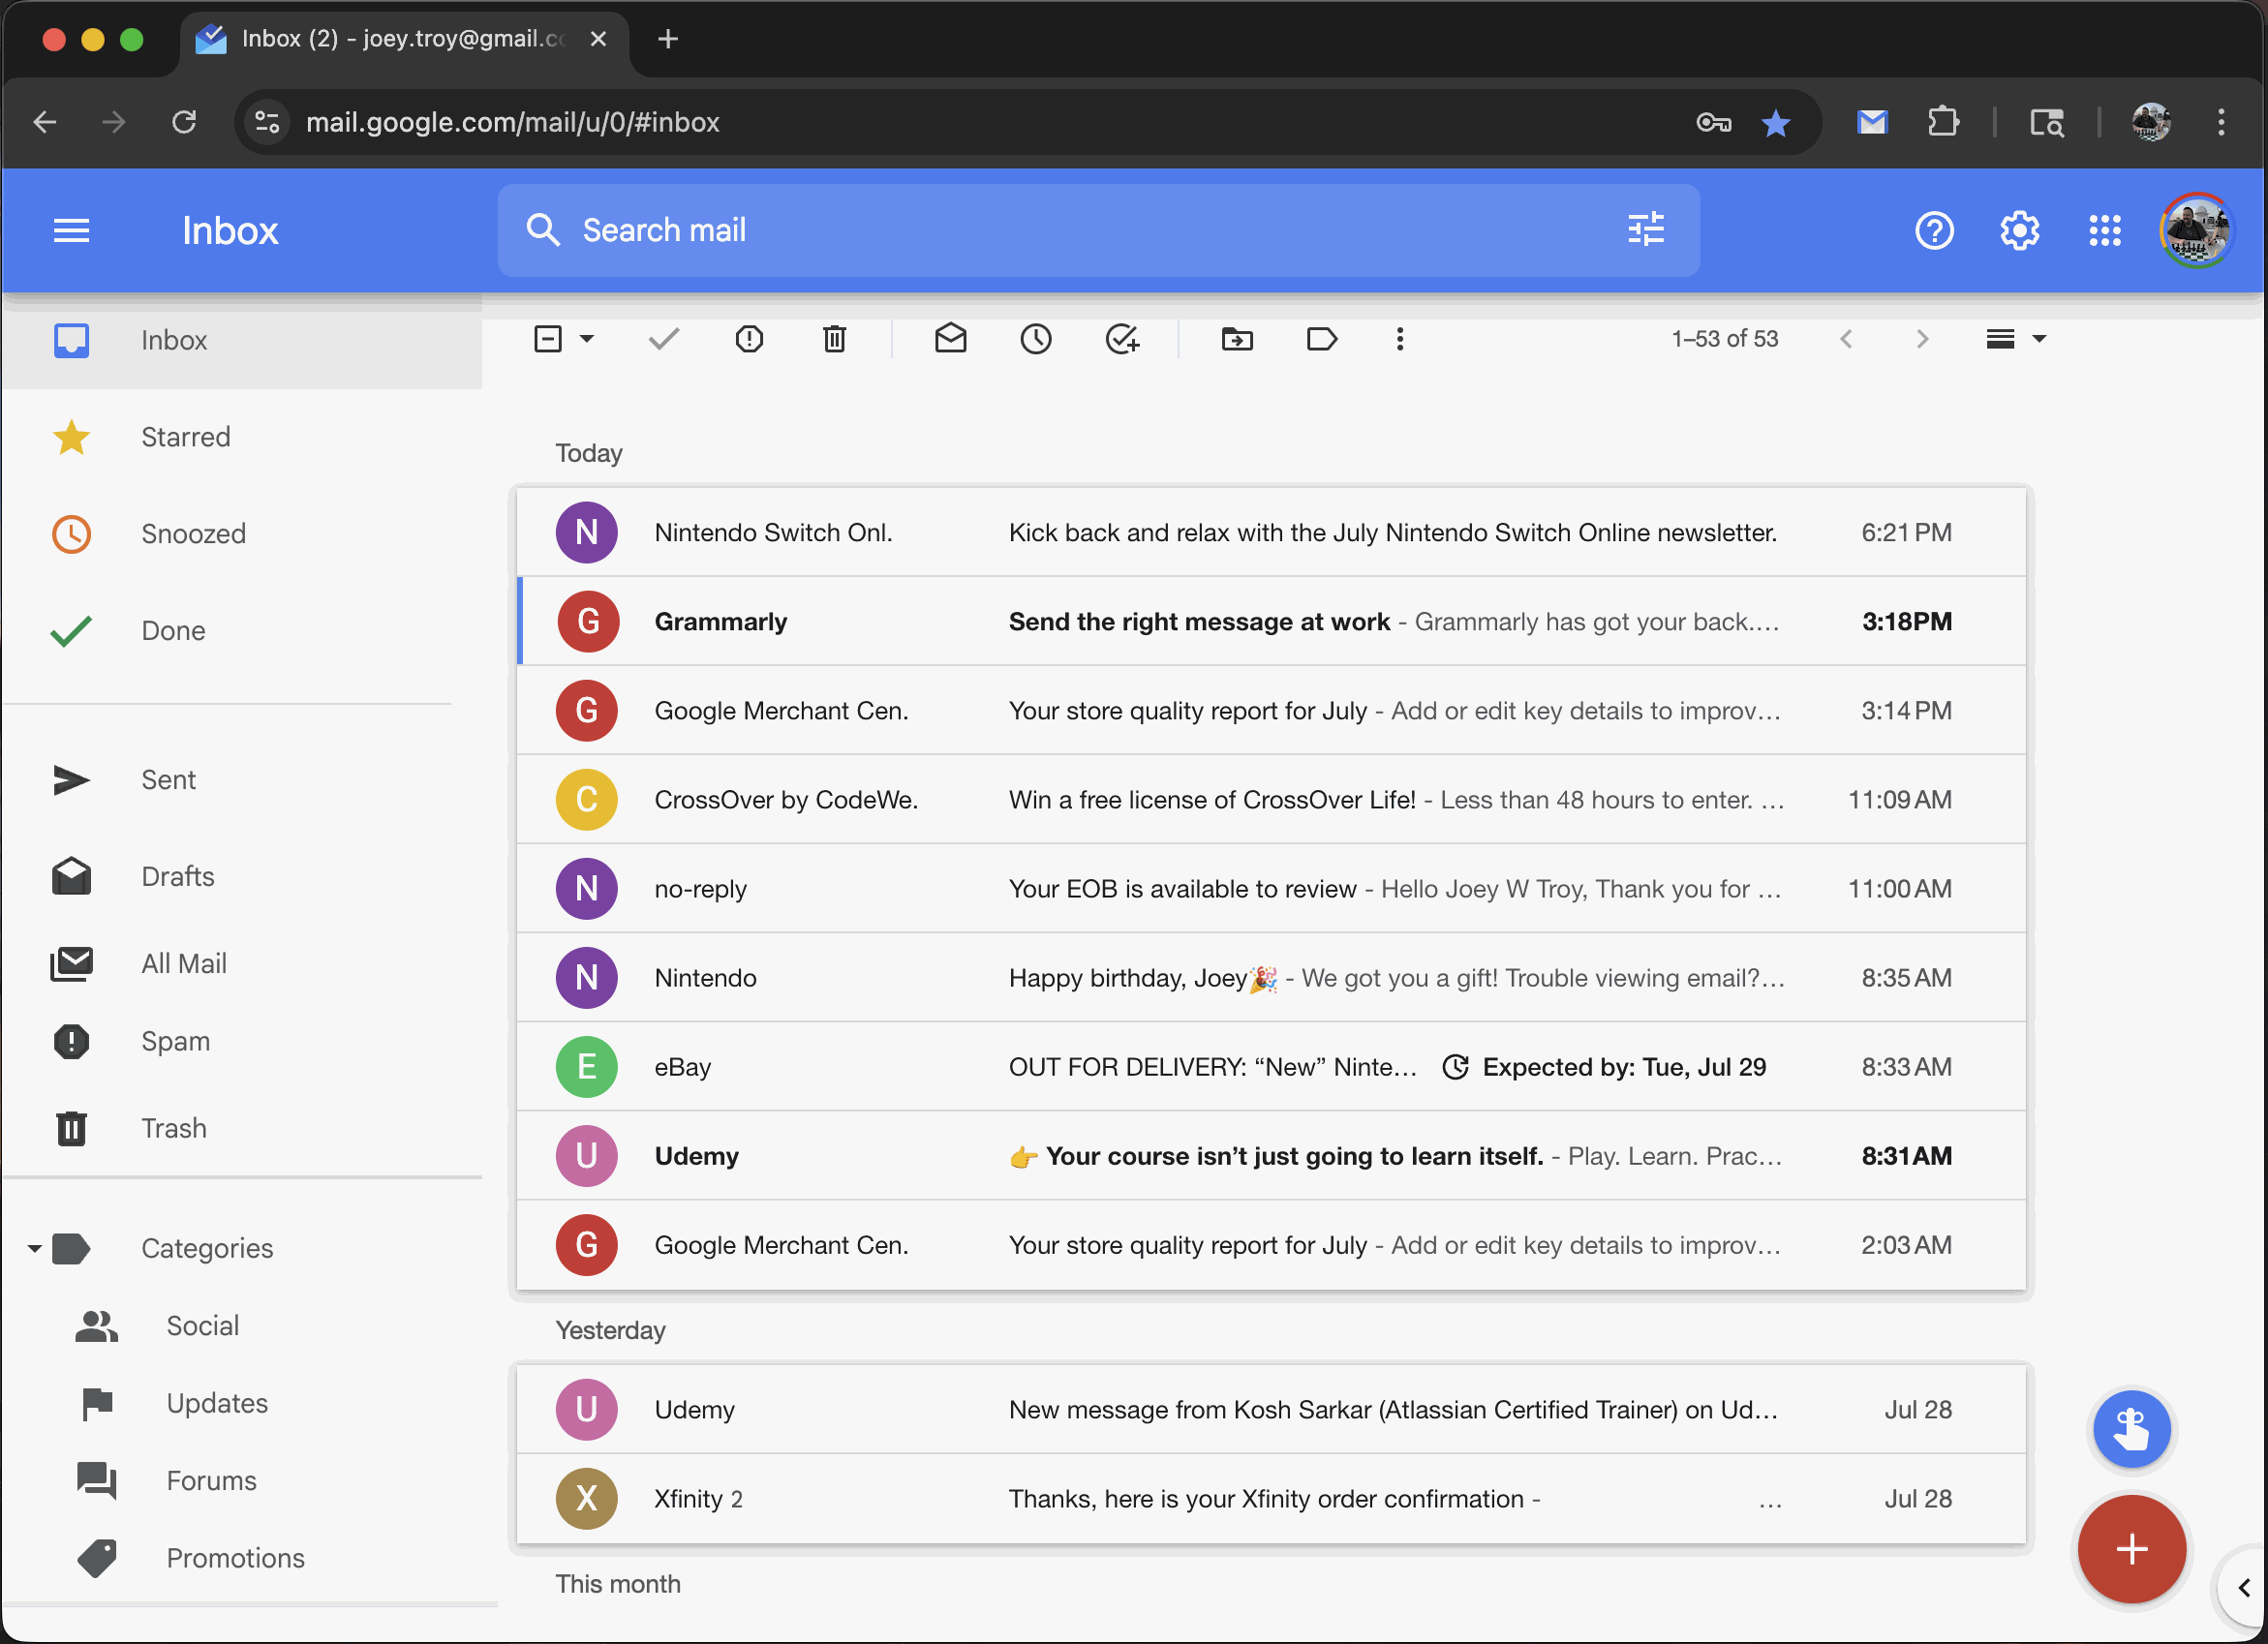 Inbox (2) - joey.troy@gmail.c
mail.google.com/mail/u/0/#inbox
Inbox
Search mail
Inbox
Starred
Snoozed
Done
Sent
Drafts
All Mail
Spam
Trash
Categories
Social
Updates
Forums
Promotions
1–53 of 53
Today
N Nintendo Switch Onl. Kick back and relax with the July Nintendo Switch Online newsletter. 6:21 PM
G Grammarly Send the right message at work - Grammarly has got your back.… 3:18 PM
G Google Merchant Cen. Your store quality report for July - Add or edit key details to improv… 3:14 PM
C CrossOver by CodeWe. Win a free license of CrossOver Life! - Less than 48 hours to enter. … 11:09 AM
N no-reply Your EOB is available to review - Hello Joey W Troy, Thank you for … 11:00 AM
N Nintendo Happy birthday, Joey🎉 - We got you a gift! Trouble viewing email?… 8:35 AM
E eBay OUT FOR DELIVERY: “New” Ninte… Expected by: Tue, Jul 29 8:33 AM
U Udemy 👉 Your course isn’t just going to learn itself. - Play. Learn. Prac… 8:31 AM
G Google Merchant Cen. Your store quality report for July - Add or edit key details to improv… 2:03 AM
Yesterday
U Udemy New message from Kosh Sarkar (Atlassian Certified Trainer) on Ud… Jul 28
X Xfinity 2 Thanks, here is your Xfinity order confirmation - … Jul 28
This month